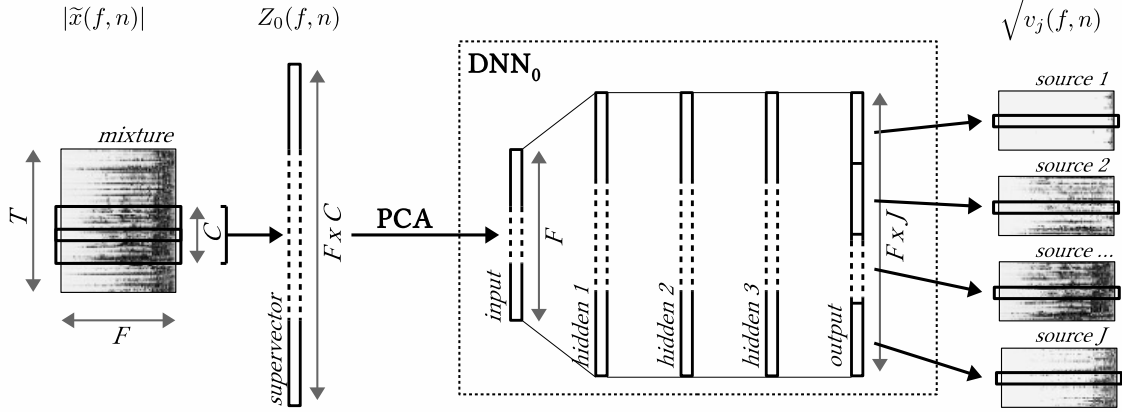 |x̃(f, n)|
Z₀(f, n)
√v_j(f, n)
mixture
T
C
F
supervector
F x C
PCA
DNN₀
input
F
hidden 1
hidden 2
hidden 3
output
F x J
source 1
source 2
source ...
source J